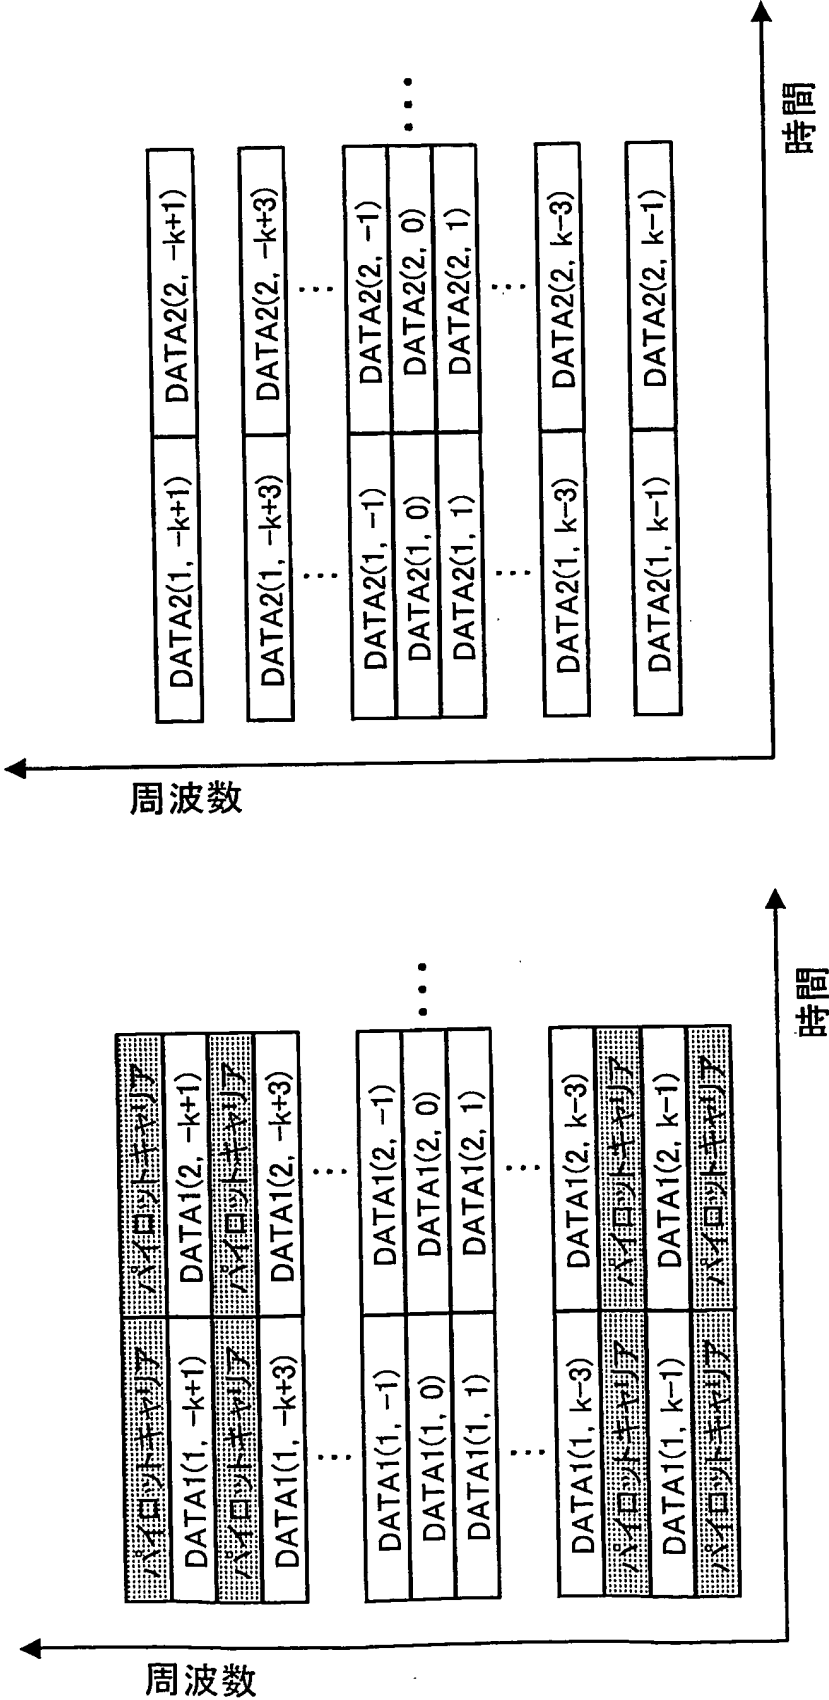 DATA2(1, -k+1) DATA2(2, -k+1)
DATA2(1, -k+3) DATA2(2, -k+3)
... ...
DATA2(1, -1) DATA2(2, -1)
DATA2(1, 0) DATA2(2, 0)
DATA2(1, 1) DATA2(2, 1)
... ...
DATA2(1, k-3) DATA2(2, k-3)
DATA2(1, k-1) DATA2(2, k-1)
...
時間
周波数
パイロットキャリア パイロットキャリア
DATA1(1, -k+1) DATA1(2, -k+1)
パイロットキャリア パイロットキャリア
DATA1(1, -k+3) DATA1(2, -k+3)
... ...
DATA1(1, -1) DATA1(2, -1)
DATA1(1, 0) DATA1(2, 0)
DATA1(1, 1) DATA1(2, 1)
... ...
DATA1(1, k-3) DATA1(2, k-3)
パイロットキャリア パイロットキャリア
DATA1(1, k-1) DATA1(2, k-1)
パイロットキャリア パイロットキャリア
...
時間
周波数